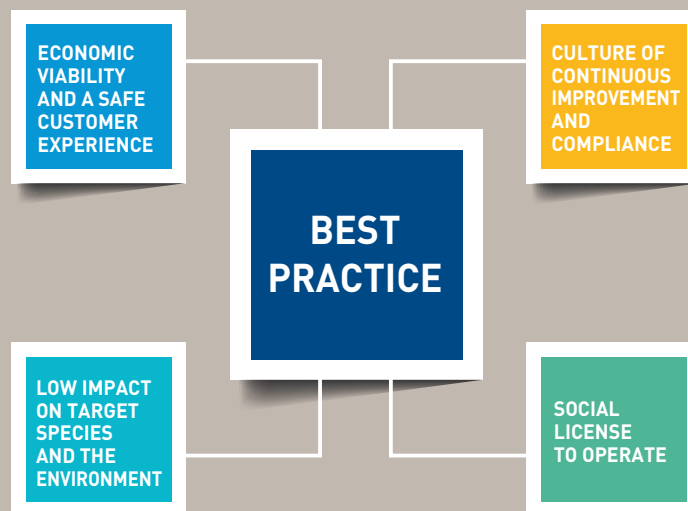 ECONOMIC
VIABILITY
AND A SAFE
CUSTOMER
EXPERIENCE
CULTURE OF
CONTINUOUS
IMPROVEMENT
AND
COMPLIANCE
BEST
PRACTICE
LOW IMPACT
ON TARGET
SPECIES
AND THE
ENVIRONMENT
SOCIAL
LICENSE
TO OPERATE